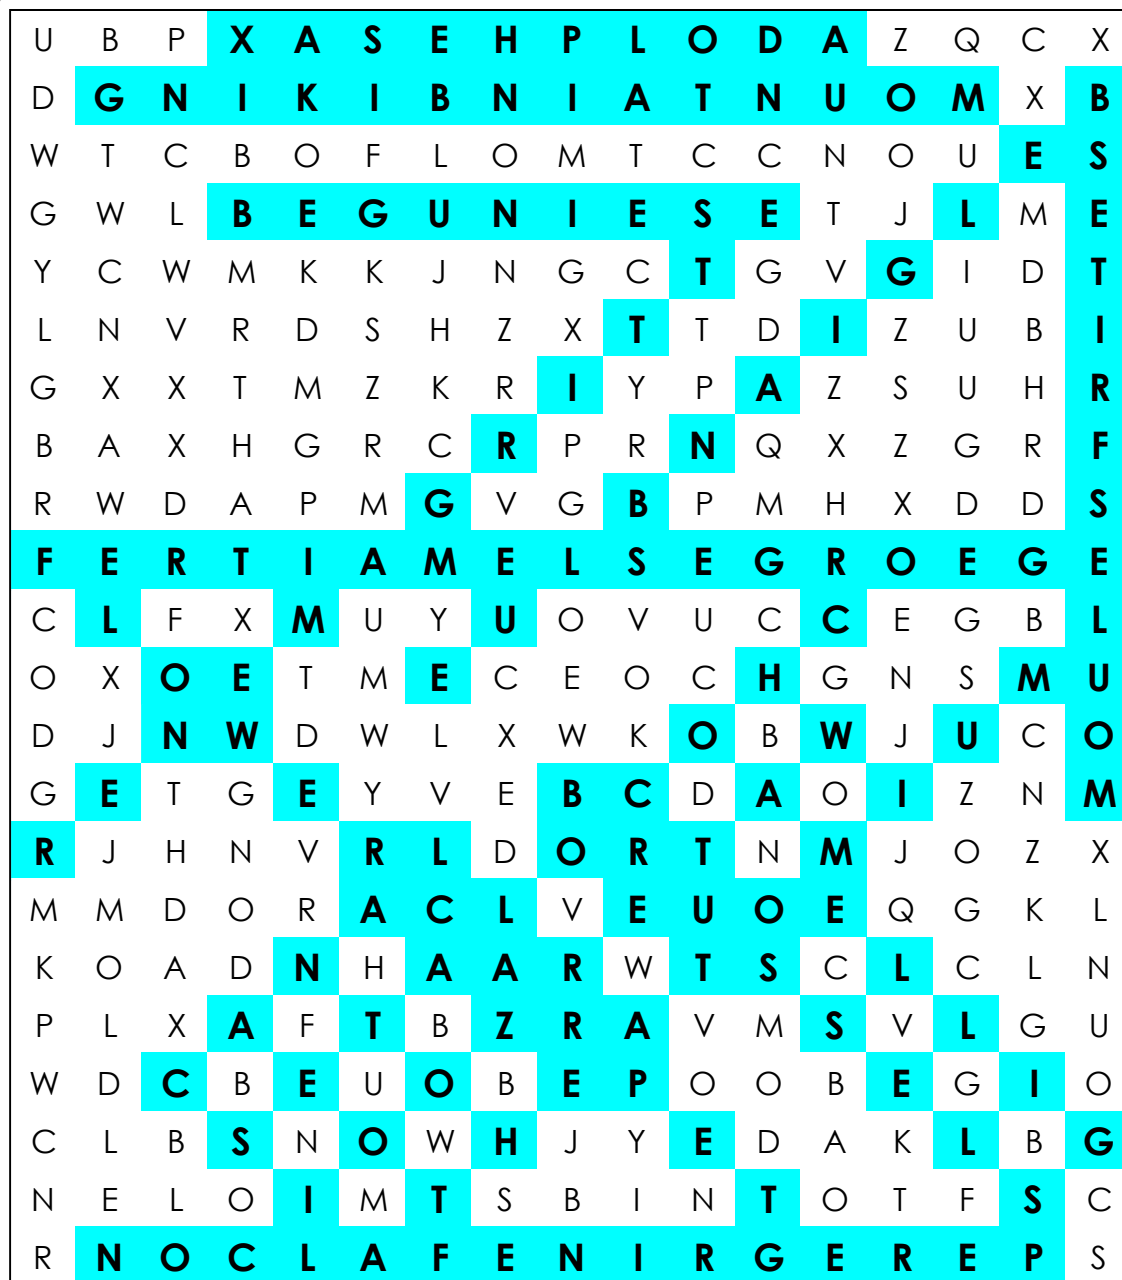 U B P X A S E H P L O D A Z Q C X
D G N I K I B N I A T N U O M X B
W T C B O F L O M T C C N O U E S
G W L B E G U N I E S E T J L M E
Y C W M K K J N G C T G V G I D T
L N V R D S H Z X T T D I Z U B I
G X X T M Z K R I Y P A Z S U H R
B A X H G R C R P R N Q X Z G R F
R W D A P M G V G B P M H X D D S
F E R T I A M E L S E G R O E G E
C L F X M U Y U O V U C C E G B L
O X O E T M E C E O C H G N S M U
D J N W D W L X W K O B W J U C O
G E T G E Y V E B C D A O I Z N M
R J H N V R L D O R T N M J O Z X
M M D O R A C L V E U O E Q G K L
K O A D N H A A R W T S C L C L N
P L X A F T B Z R A V M S V L G U
W D C B E U O B E P O O B E G I O
C L B S N O W H J Y E D A K L B G
N E L O I M T S B I N T O T F S C
R N O C L A F E N I R G E R E P S